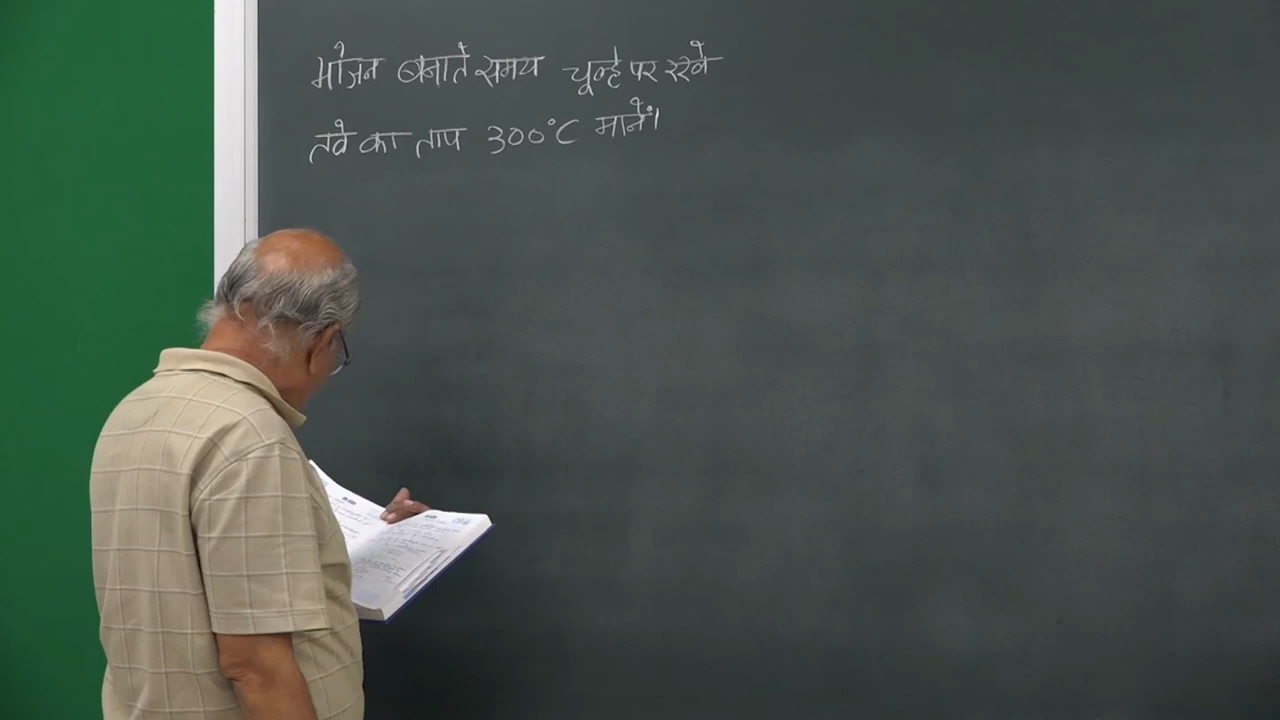 भोजन बनाते समय चूल्हे पर रखे
तवे का ताप 300°C मानें।